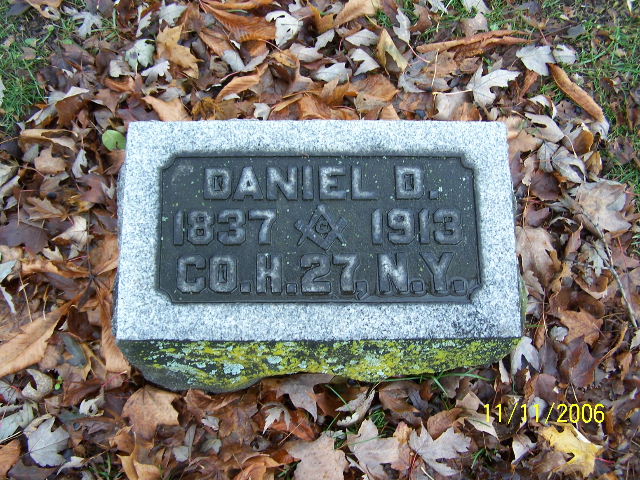 DANIEL D.
1837 G 1913
CO. H. 27, N.Y.
11/11/2006